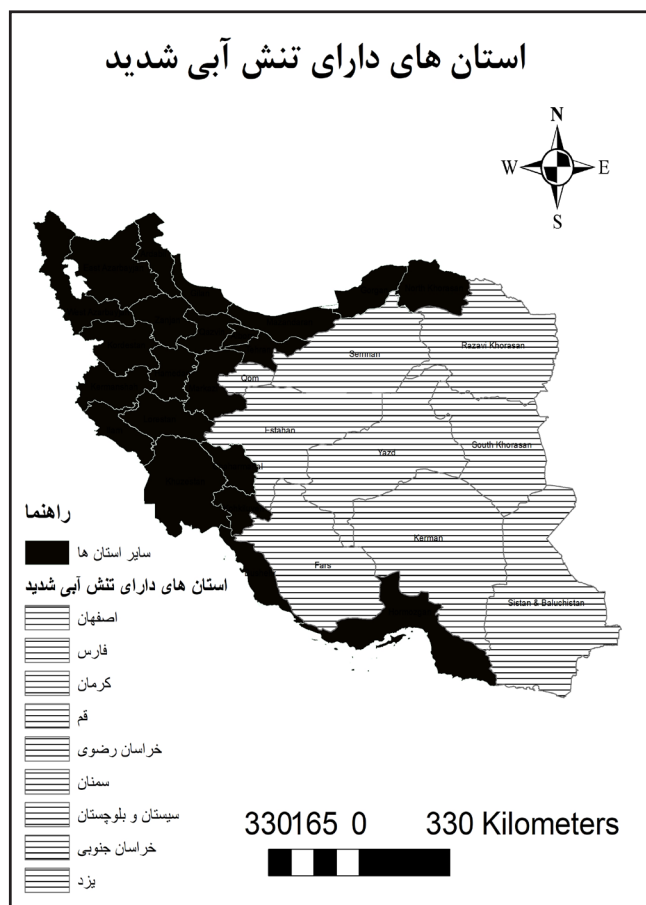 استان های دارای تنش آبی شدید
N
W E
S
Razavi Khorasan
Semnan
Qom
Esfahan
South Khorasan
Yazd
Kerman
Fars
Sistan & Baluchistan
راهنما
سایر استان ها
استان های دارای تنش آبی شدید
اصفهان
فارس
کرمان
قم
خراسان رضوی
سمنان
سیستان و بلوچستان
خراسان جنوبی
یزد
330165 0 330 Kilometers